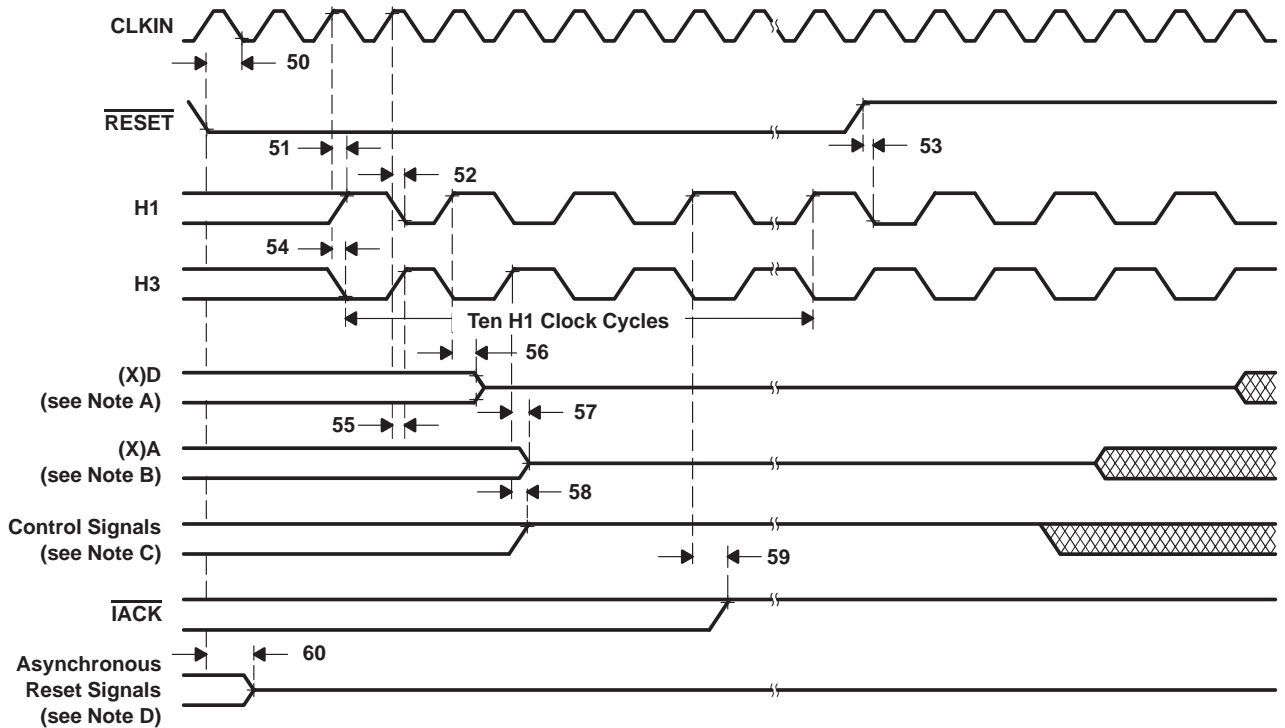 CLKIN
50
RESET
51
53
52
H1
54
H3
Ten H1 Clock Cycles
56
(X)D
(see Note A)
57
55
(X)A
(see Note B)
58
Control Signals
(see Note C)
59
IACK
60
Asynchronous
Reset Signals
(see Note D)